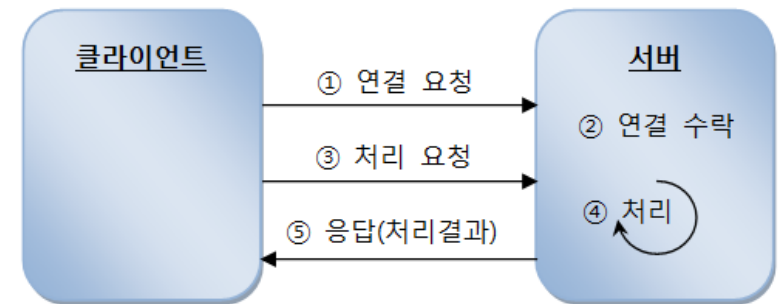 클라이언트
서버
① 연결 요청
② 연결 수락
③ 처리 요청
④ 처리
⑤ 응답(처리결과)